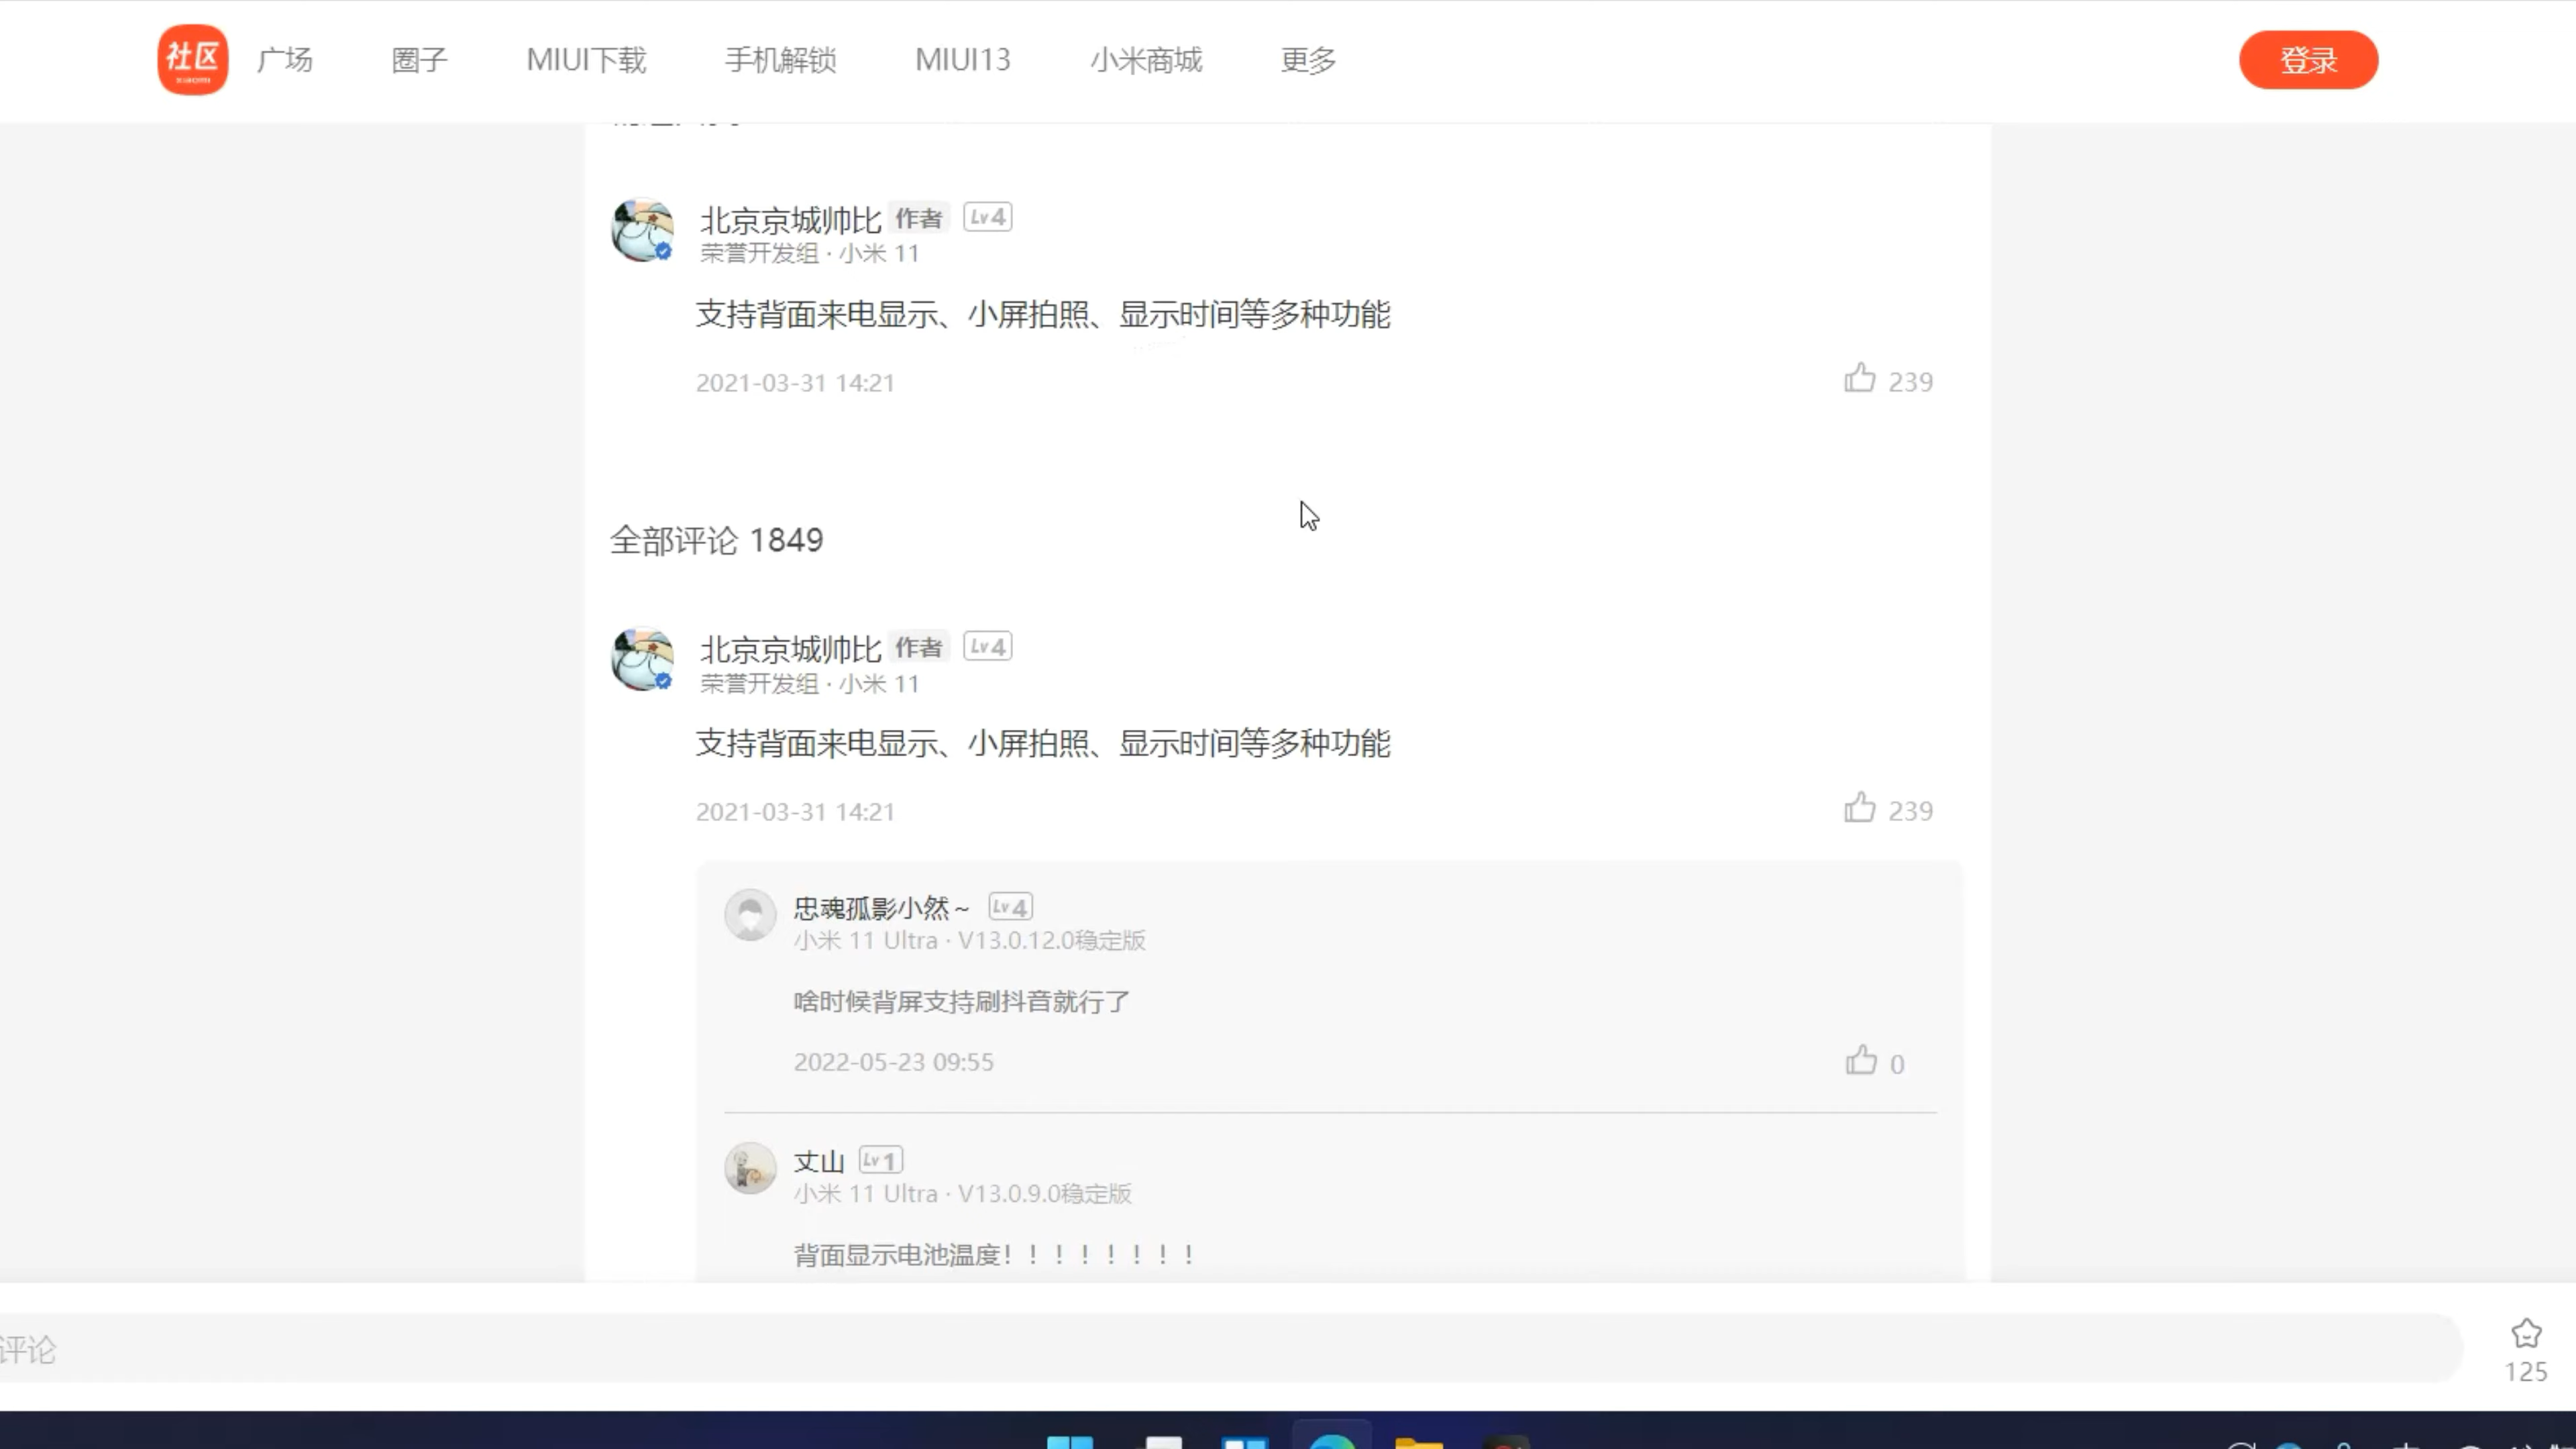 社区
xiaomi
广场 圈子 MIUI下载 手机解锁 MIUI13 小米商城 更多 登录
北京京城帅比 作者 Lv4
荣誉开发组 · 小米 11
支持背面来电显示、小屏拍照、显示时间等多种功能
2021-03-31 14:21 239
全部评论 1849
北京京城帅比 作者 Lv4
荣誉开发组 · 小米 11
支持背面来电显示、小屏拍照、显示时间等多种功能
2021-03-31 14:21 239
忠魂孤影小然~ Lv4
小米 11 Ultra · V13.0.12.0稳定版
啥时候背屏支持刷抖音就行了
2022-05-23 09:55 0
丈山 Lv1
小米 11 Ultra · V13.0.9.0稳定版
背面显示电池温度！！！！！！！！
评论
125